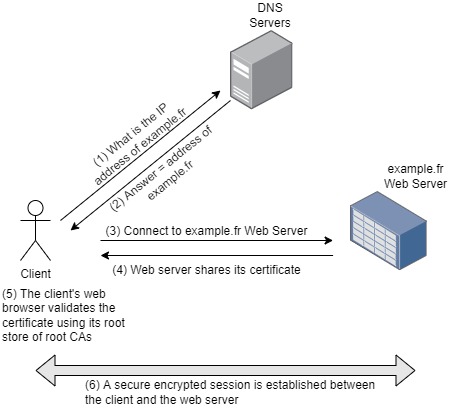 DNS
Servers
(1) What is the IP
address of example.fr
(2) Answer = address of
example.fr
example.fr
Web Server
(3) Connect to example.fr Web Server
(4) Web server shares its certificate
Client
(5) The client's web
browser validates the
certificate using its root
store of root CAs
(6) A secure encrypted session is established between
the client and the web server